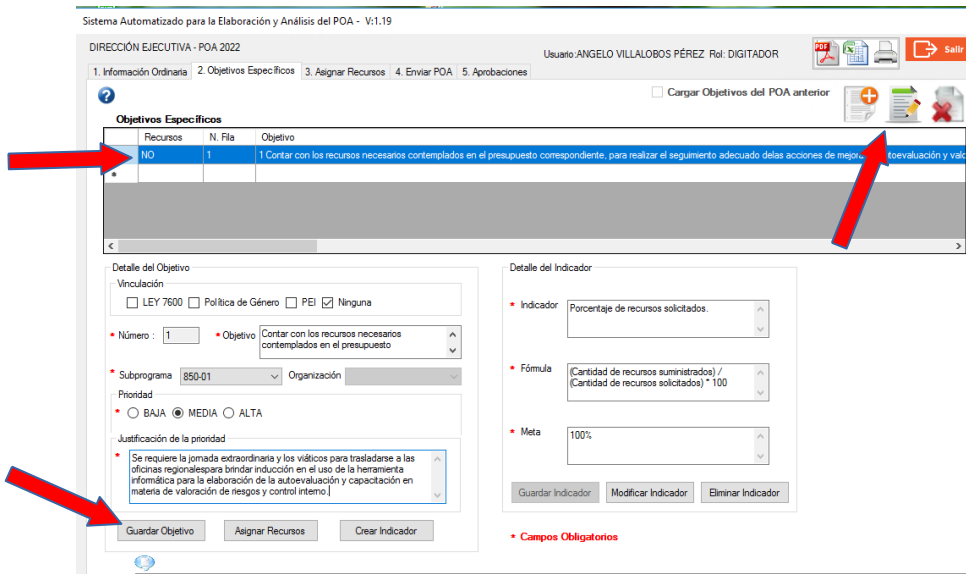 Sistema Automatizado para la Elaboración y Análisis del POA - V:1.19
DIRECCIÓN EJECUTIVA - POA 2022
Usuario:ANGELO VILLALOBOS PÉREZ Rol: DIGITADOR
PDF
Salir
1. Información Ordinaria 2. Objetivos Específicos 3. Asignar Recursos 4. Enviar POA 5. Aprobaciones
Cargar Objetivos del POA anterior
Objetivos Específicos
Recursos N. Fila Objetivo
NO 1 1 Contar con los recursos necesarios contemplados en el presupuesto correspondiente, para realizar el seguimiento adecuado delas acciones de mejora toevaluación y valo
*
Detalle del Objetivo
Vinculación
LEY 7600 Política de Género PEI Ninguna
* Número : 1 * Objetivo Contar con los recursos necesarios
contemplados en el presupuesto
* Subprograma 850-01 Organización
Prioridad
* BAJA MEDIA ALTA
Justificación de la prioridad
* Se requiere la jornada extraordinaria y los viáticos para trasladarse a las
oficinas regionalespara brindar inducción en el uso de la herramienta
informática para la elaboración de la autoevaluación y capacitación en
materia de valoración de riesgos y control interno.
Guardar Objetivo Asignar Recursos Crear Indicador
Detalle del Indicador
* Indicador Porcentaje de recursos solicitados.
* Fórmula (Cantidad de recursos suministrados) /
(Cantidad de recursos solicitados) * 100
* Meta 100%
Guardar Indicador Modificar Indicador Eliminar Indicador
* Campos Obligatorios